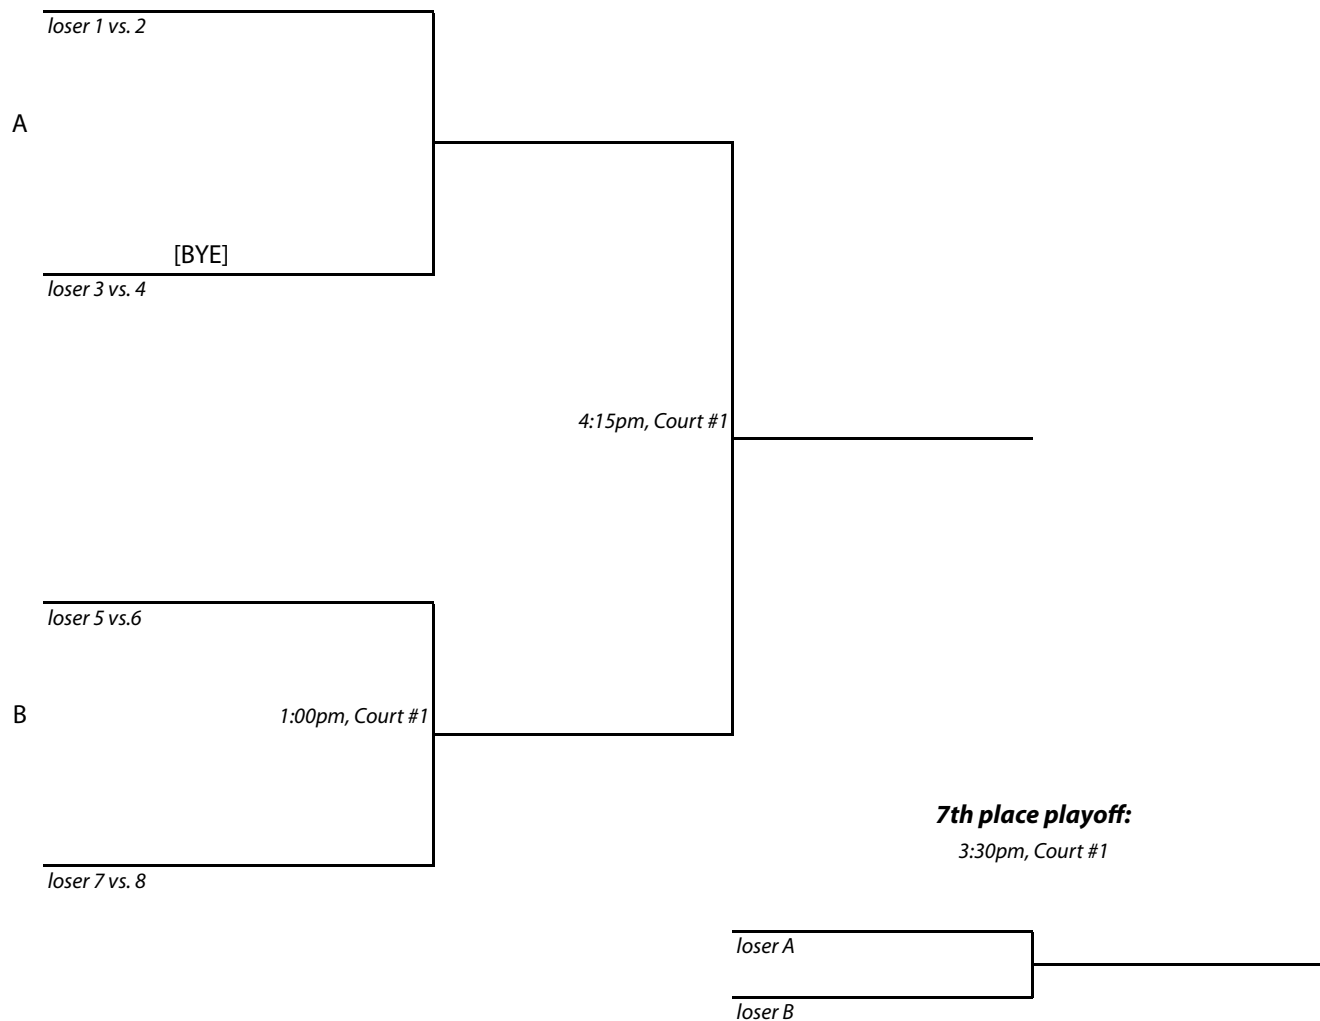 loser 1 vs. 2
A
[BYE]
loser 3 vs. 4
4:15pm, Court #1
loser 5 vs.6
B
1:00pm, Court #1
loser 7 vs. 8
7th place playoff:
3:30pm, Court #1
loser A
loser B